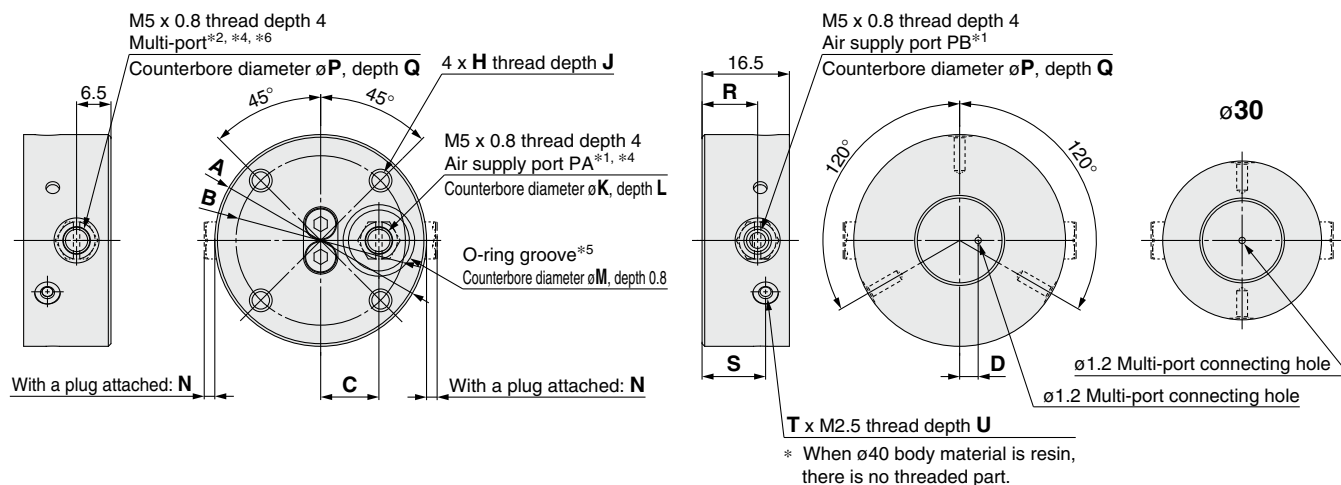 M5 x 0.8 thread depth 4
Multi-port*2, *4, *6
Counterbore diameter øP, depth Q
6.5
45°
45°
4 x H thread depth J
M5 x 0.8 thread depth 4
Air supply port PA*1, *4
Counterbore diameter øK, depth L
A
B
O-ring groove*5
Counterbore diameter øM, depth 0.8
With a plug attached: N
C
With a plug attached: N
M5 x 0.8 thread depth 4
Air supply port PB*1
Counterbore diameter øP, depth Q
16.5
R
120°
120°
ø30
S
D
ø1.2 Multi-port connecting hole
ø1.2 Multi-port connecting hole
T x M2.5 thread depth U
* When ø40 body material is resin,
there is no threaded part.